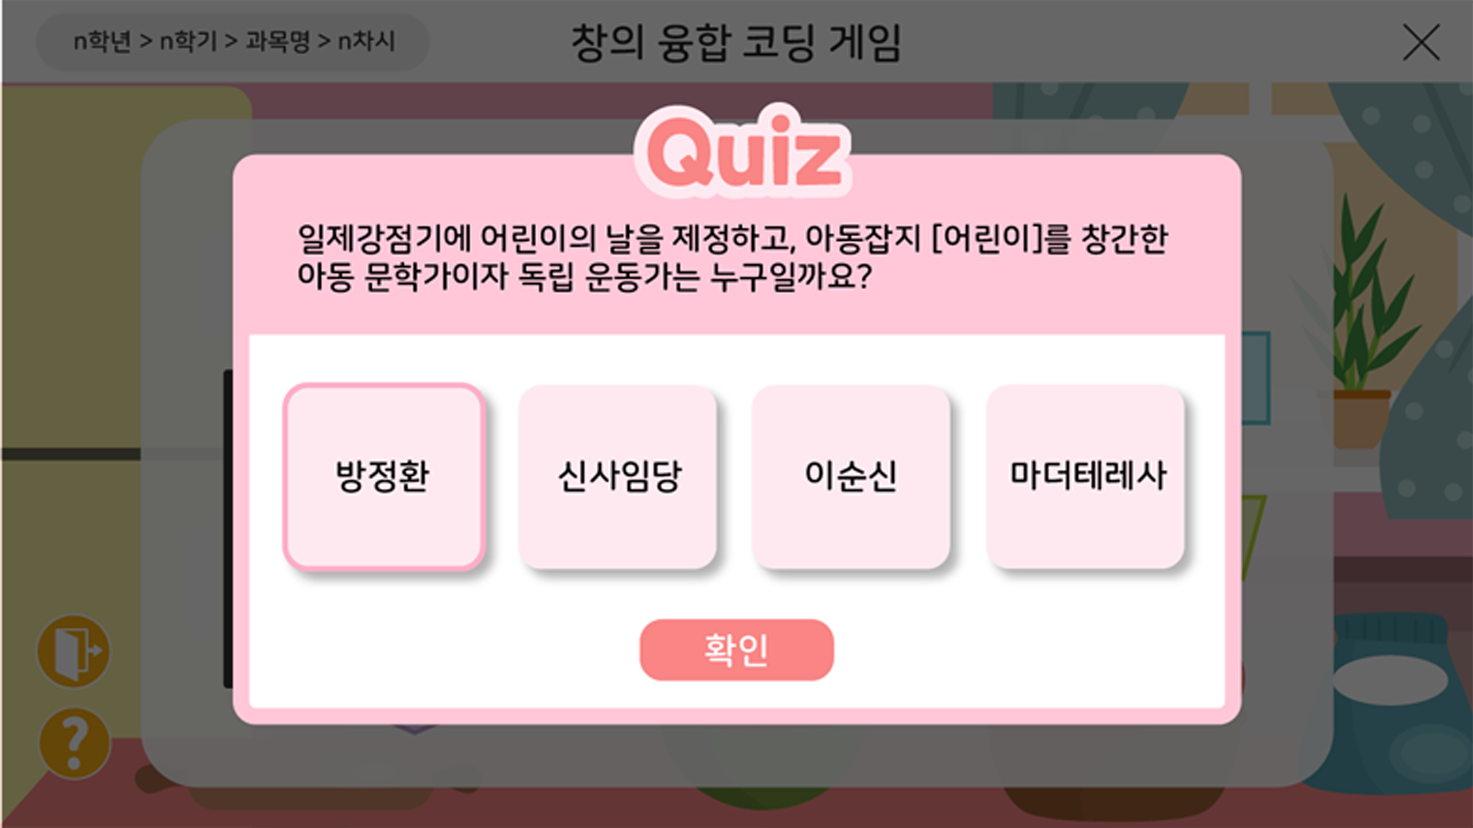 n학년 > n학기 > 과목명 > n차시
창의 융합 코딩 게임
Quiz
일제강점기에 어린이의 날을 제정하고, 아동잡지 [어린이]를 창간한
아동 문학가이자 독립 운동가는 누구일까요?
방정환
신사임당
이순신
마더테레사
확인
?